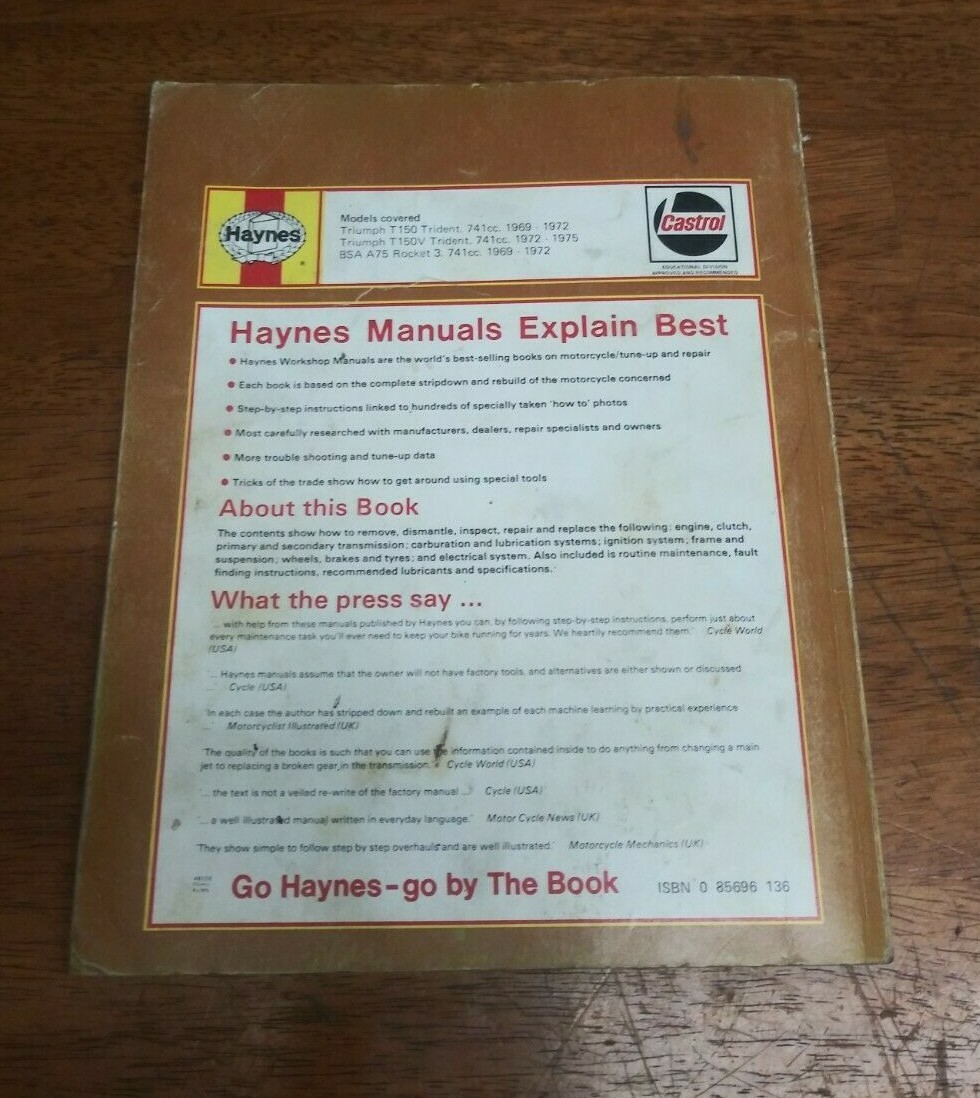 Haynes
Models covered
Triumph T150 Trident. 741cc. 1969 - 1972
Triumph T150V Trident. 741cc. 1972 - 1975
BSA A75 Rocket 3. 741cc. 1969 - 1972
Castrol
EDUCATIONAL DIVISION
APPROVED AND RECOMMENDED
Haynes Manuals Explain Best
● Haynes Workshop Manuals are the world's best-selling books on motorcycle/tune-up and repair
● Each book is based on the complete stripdown and rebuild of the motorcycle concerned
● Step-by-step instructions linked to hundreds of specially taken 'how to' photos
● Most carefully researched with manufacturers, dealers, repair specialists and owners
● More trouble shooting and tune-up data
● Tricks of the trade show how to get around using special tools
About this Book
The contents show how to remove, dismantle, inspect, repair and replace the following: engine, clutch,
primary and secondary transmission; carburation and lubrication systems; ignition system; frame and
suspension; wheels, brakes and tyres; and electrical system. Also included is routine maintenance, fault
finding instructions, recommended lubricants and specifications.
What the press say ...
'... with help from these manuals published by Haynes you can, by following step-by-step instructions, perform just about
every maintenance task you'll ever need to keep your bike running for years. We heartily recommend them.' Cycle World
(USA)
'... Haynes manuals assume that the owner will not have factory tools, and alternatives are either shown or discussed
...' Cycle (USA)
'In each case the author has stripped down and rebuilt an example of each machine learning by practical experience
...' Motorcyclist Illustrated (UK)
'The quality of the books is such that you can use the information contained inside to do anything from changing a main
jet to replacing a broken gear in the transmission.' Cycle World (USA)
'... the text is not a veiled re-write of the factory manual ...' Cycle (USA)
'... a well illustrated manual written in everyday language.' Motor Cycle News (UK)
'They show simple to follow step by step overhauls and are well illustrated.' Motorcycle Mechanics (UK)
Go Haynes-go by The Book
ISBN 0 85696 136